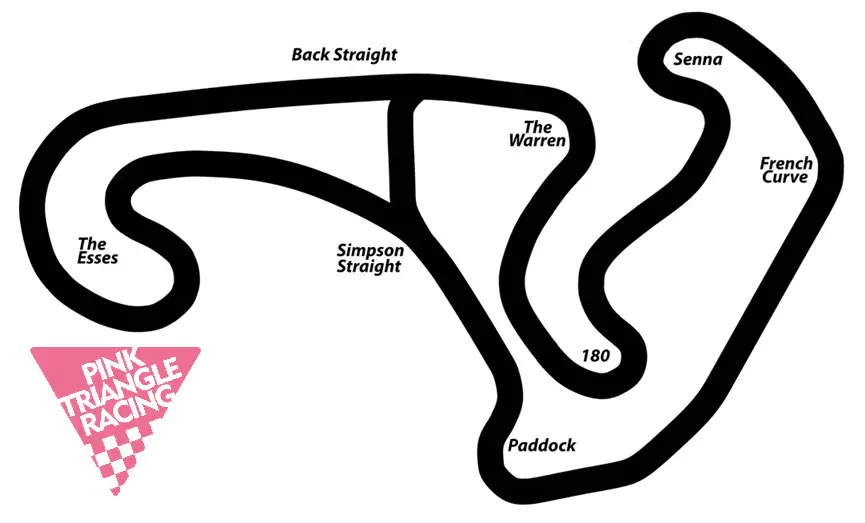 Back Straight
Senna
The
Warren
French
Curve
The
Esses
Simpson
Straight
180
PINK
TRIANGLE
RACING
Paddock